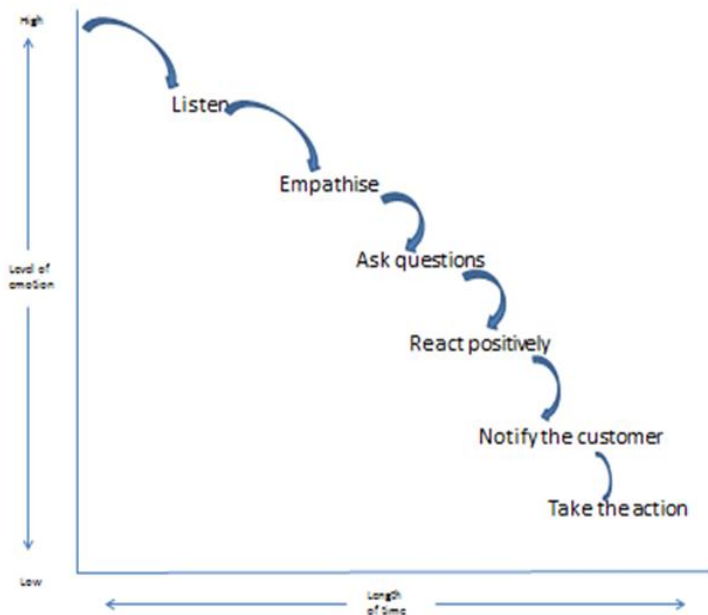 High
Listen
Empathise
Ask questions
Level of
emotion
React positively
Notify the customer
Take the action
Low
Length
of time